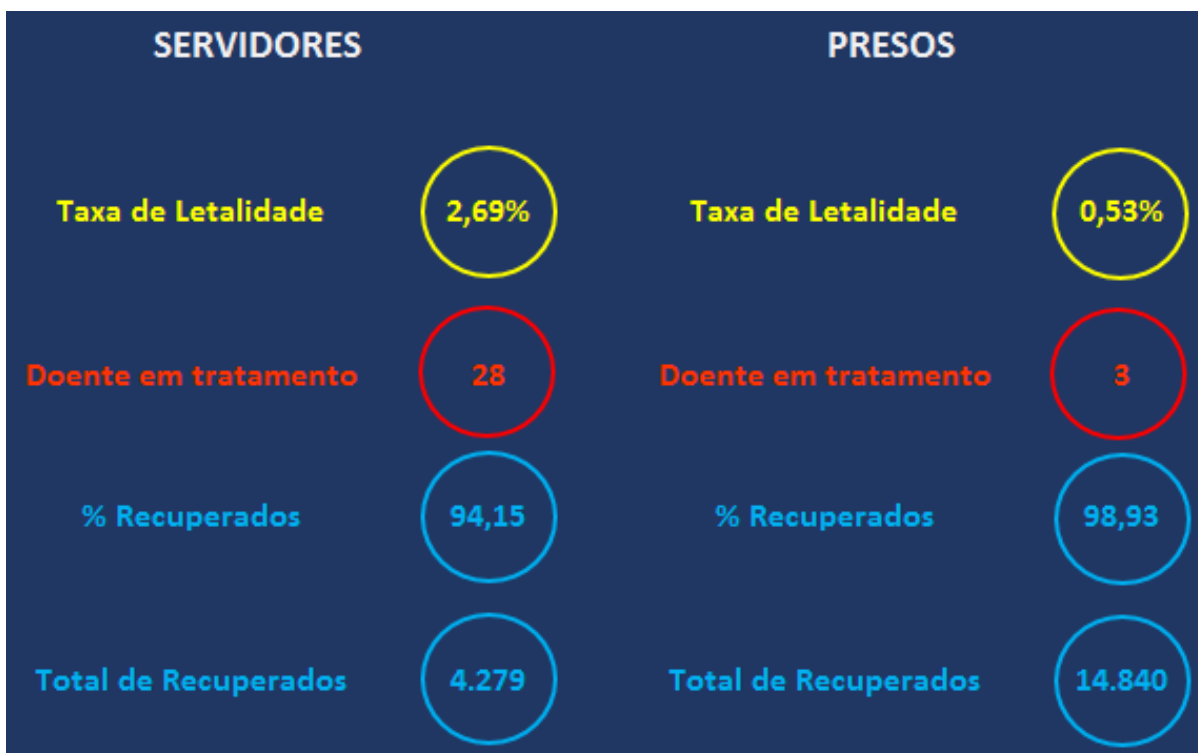 SERVIDORES
PRESOS
Taxa de Letalidade
2,69%
Taxa de Letalidade
0,53%
Doente em tratamento
28
Doente em tratamento
3
% Recuperados
94,15
% Recuperados
98,93
Total de Recuperados
4.279
Total de Recuperados
14.840